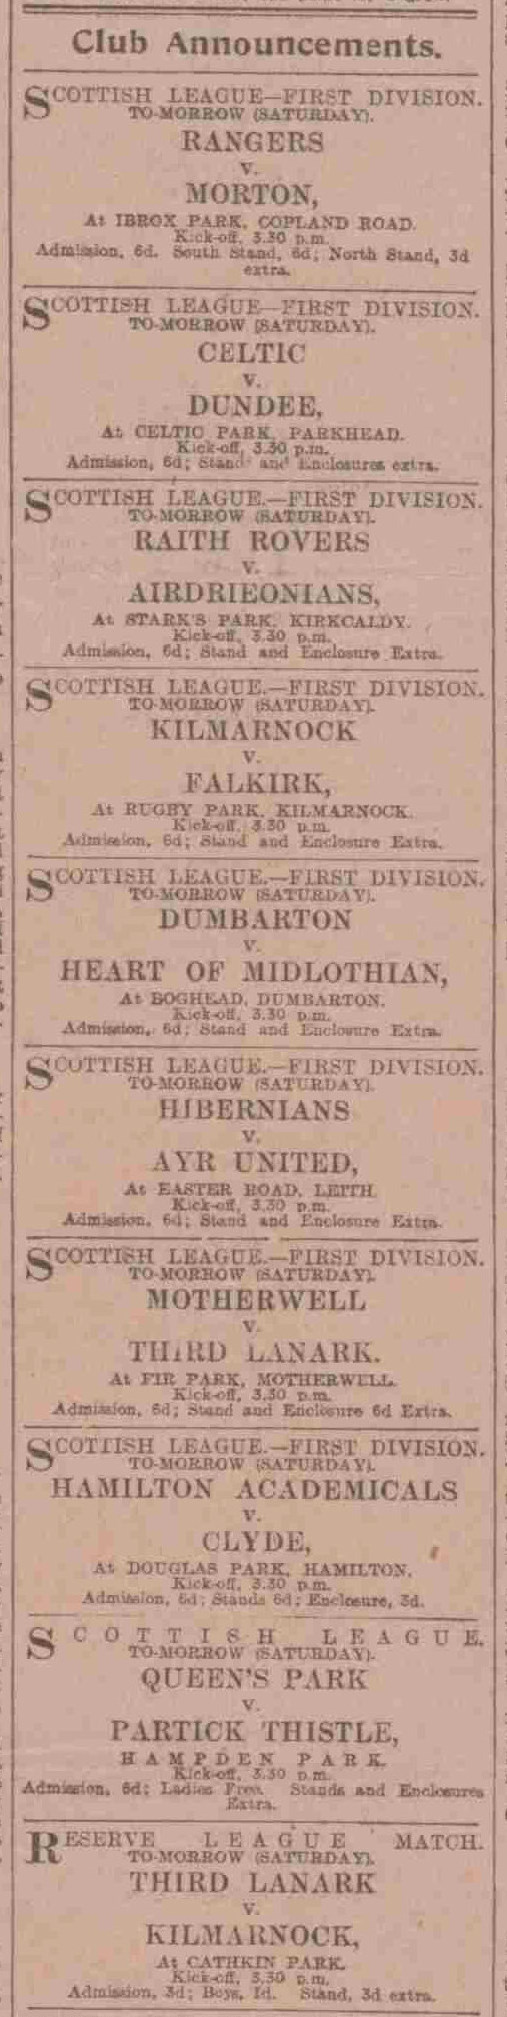 Club Announcements.
SCOTTISH LEAGUE—FIRST DIVISION.
TO-MORROW (SATURDAY).
RANGERS
v.
MORTON,
At IBROX PARK, COPLAND ROAD.
Kick-off, 3.30 p.m.
Admission, 6d. South Stand, 6d; North Stand, 3d
extra.
SCOTTISH LEAGUE—FIRST DIVISION.
TO-MORROW (SATURDAY).
CELTIC
v.
DUNDEE,
At CELTIC PARK, PARKHEAD.
Kick-off, 3.30 p.m.
Admission, 6d; Stand and Enclosures extra.
SCOTTISH LEAGUE.—FIRST DIVISION.
TO-MORROW (SATURDAY).
RAITH ROVERS
v.
AIRDRIEONIANS,
At STARK'S PARK, KIRKCALDY.
Kick-off, 3.30 p.m.
Admission, 6d; Stand and Enclosure Extra.
SCOTTISH LEAGUE.—FIRST DIVISION.
TO-MORROW (SATURDAY).
KILMARNOCK
v.
FALKIRK,
At RUGBY PARK, KILMARNOCK.
Kick-off, 3.30 p.m.
Admission, 6d; Stand and Enclosure Extra.
SCOTTISH LEAGUE.—FIRST DIVISION.
TO-MORROW (SATURDAY).
DUMBARTON
v.
HEART OF MIDLOTHIAN,
At BOGHEAD, DUMBARTON.
Kick-off, 3.30 p.m.
Admission, 6d; Stand and Enclosure Extra.
SCOTTISH LEAGUE.—FIRST DIVISION.
TO-MORROW (SATURDAY).
HIBERNIANS
v.
AYR UNITED,
At EASTER ROAD, LEITH.
Kick-off, 3.30 p.m.
Admission, 6d; Stand and Enclosure Extra.
SCOTTISH LEAGUE.—FIRST DIVISION.
TO-MORROW (SATURDAY).
MOTHERWELL
v.
THIRD LANARK.
At FIR PARK, MOTHERWELL.
Kick-off, 3.30 p.m.
Admission, 6d; Stand and Enclosure 6d Extra.
SCOTTISH LEAGUE.—FIRST DIVISION.
TO-MORROW (SATURDAY).
HAMILTON ACADEMICALS
v.
CLYDE,
At DOUGLAS PARK, HAMILTON.
Kick-off, 3.30 p.m.
Admission, 6d; Stands 6d; Enclosure, 3d.
SCOTTISH LEAGUE.
TO-MORROW (SATURDAY).
QUEEN'S PARK
v.
PARTICK THISTLE,
HAMPDEN PARK.
Kick-off, 3.30 p.m.
Admission, 6d; Ladies Free. Stands and Enclosures
Extra.
RESERVE LEAGUE MATCH.
TO-MORROW (SATURDAY).
THIRD LANARK
v.
KILMARNOCK,
At CATHKIN PARK.
Kick-off, 3.30 p.m.
Admission, 3d; Boys, 1d. Stand, 3d extra.